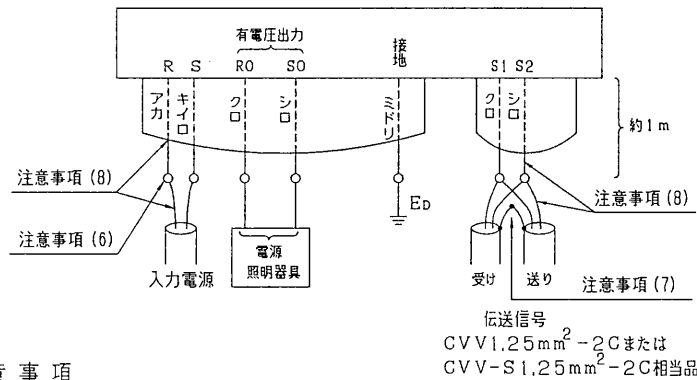 有電圧出力
R S RO SO 接地 S1 S2
アカ キイロ クロ シロ ミドリ クロ シロ
約1m
注意事項(8)
注意事項(6)
入力電源
電源
照明器具
ED
受け 送り
注意事項(8)
注意事項(7)
伝送信号
CVV1.25mm²-2Cまたは
CVV-S1.25mm²-2C相当品
意事項